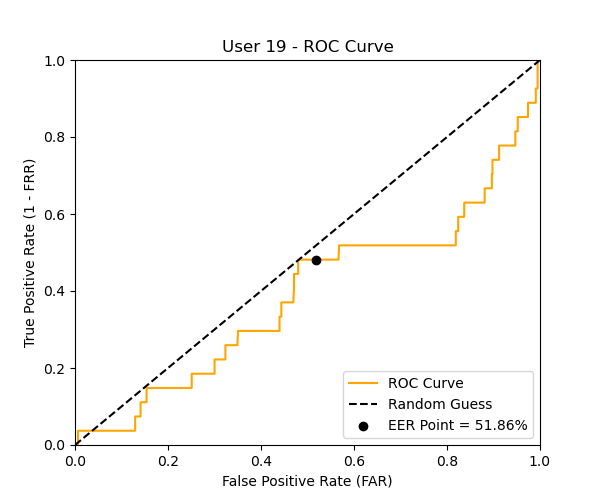 User 19 - ROC Curve
True Positive Rate (1 - FRR)
1.0
0.8
0.6
0.4
0.2
0.0
0.0 0.2 0.4 0.6 0.8 1.0
False Positive Rate (FAR)
ROC Curve
Random Guess
EER Point = 51.86%